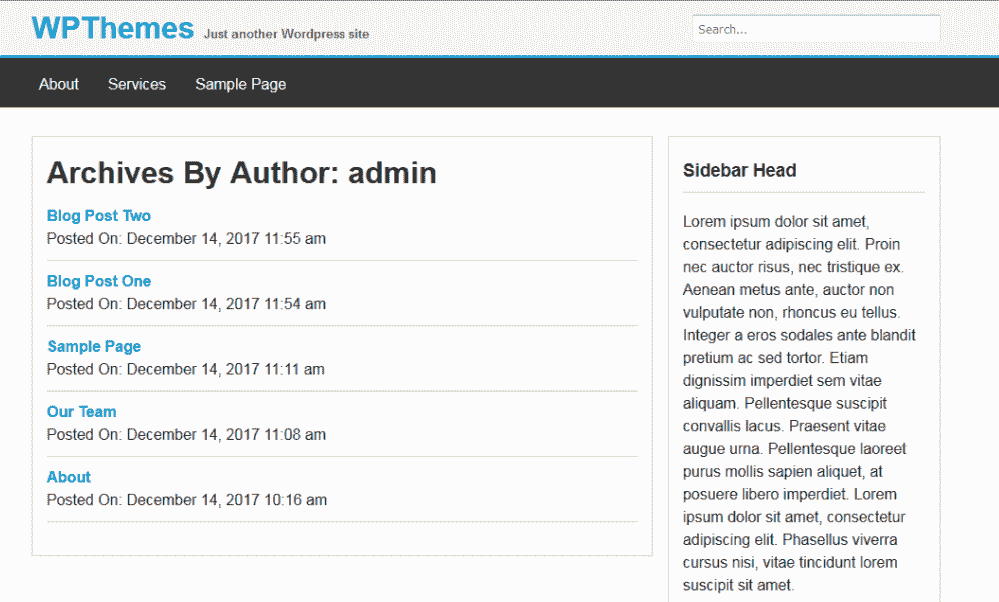 WPThemes Just another Wordpress site
Search...
About Services Sample Page
Archives By Author: admin
Blog Post Two
Posted On: December 14, 2017 11:55 am
Blog Post One
Posted On: December 14, 2017 11:54 am
Sample Page
Posted On: December 14, 2017 11:11 am
Our Team
Posted On: December 14, 2017 11:08 am
About
Posted On: December 14, 2017 10:16 am
Sidebar Head
Lorem ipsum dolor sit amet,
consectetur adipiscing elit. Proin
nec auctor risus, nec tristique ex.
Aenean metus ante, auctor non
vulputate non, rhoncus eu tellus.
Integer a eros sodales ante blandit
pretium ac sed tortor. Etiam
dignissim imperdiet sem vitae
aliquam. Pellentesque suscipit
convallis lacus. Praesent vitae
augue urna. Pellentesque laoreet
purus mollis sapien aliquet, at
posuere libero imperdiet. Lorem
ipsum dolor sit amet, consectetur
adipiscing elit. Phasellus viverra
cursus nisi, vitae tincidunt lorem
suscipit sit amet.